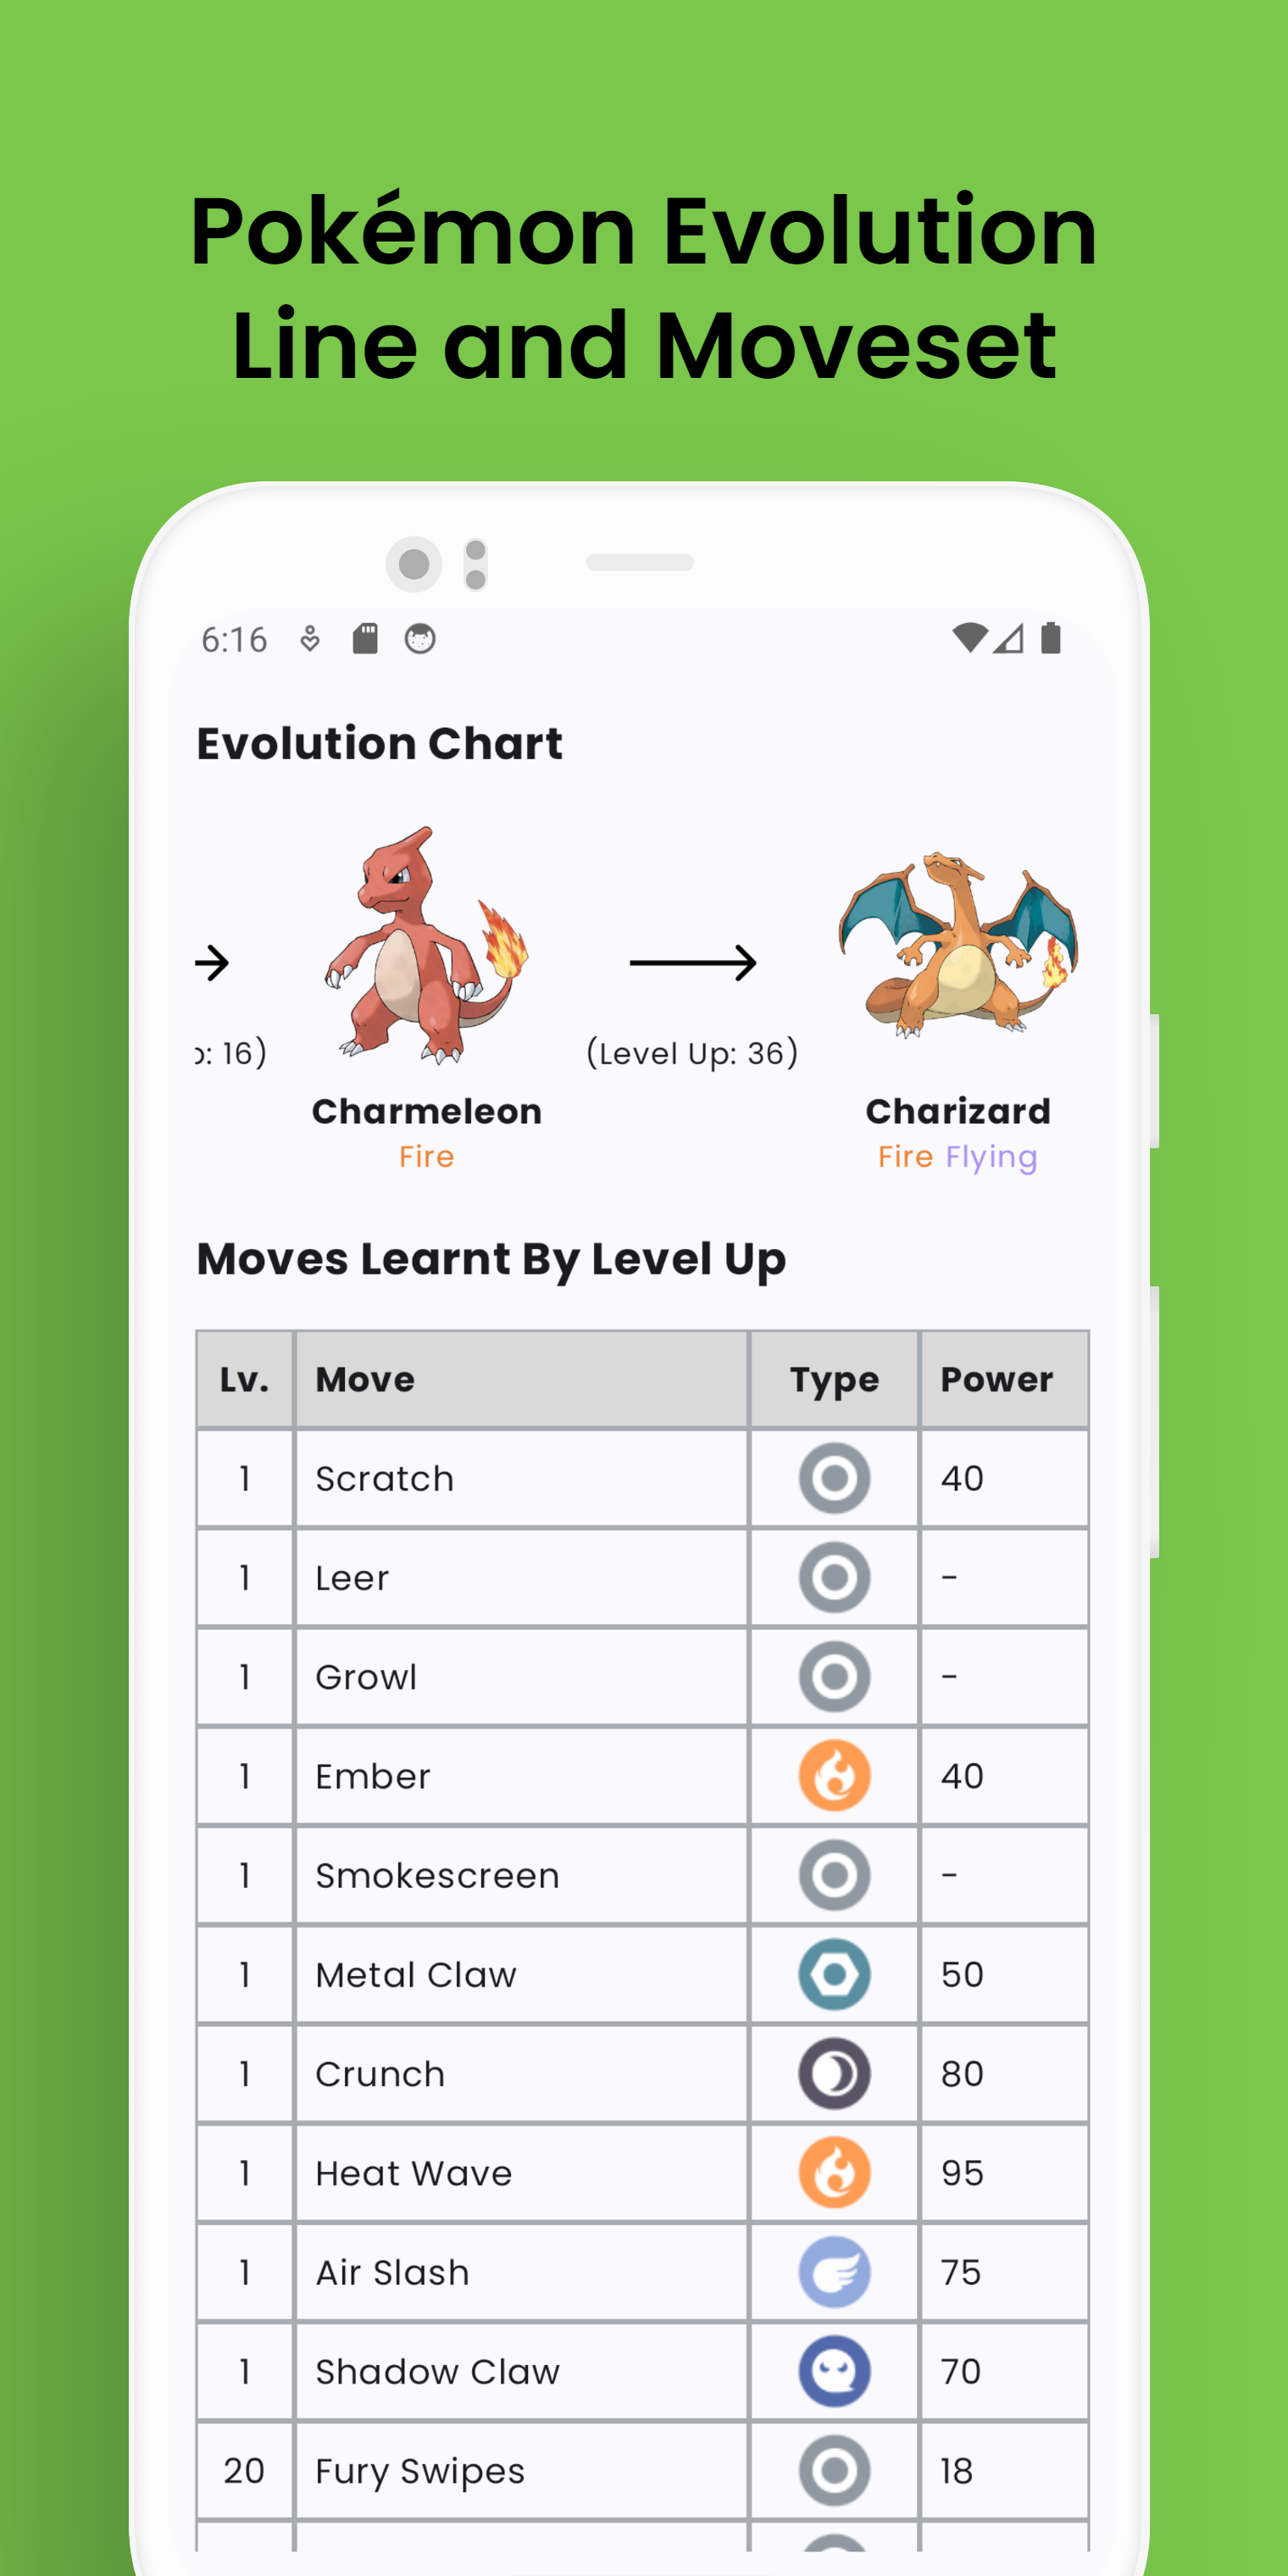 Pokémon Evolution
Line and Moveset
6:16
Evolution Chart
: 16)
(Level Up: 36)
Charmeleon
Charizard
Fire
Fire Flying
Moves Learnt By Level Up
Lv. Move Type Power
1 Scratch 40
1 Leer -
1 Growl -
1 Ember 40
1 Smokescreen -
1 Metal Claw 50
1 Crunch 80
1 Heat Wave 95
1 Air Slash 75
1 Shadow Claw 70
20 Fury Swipes 18